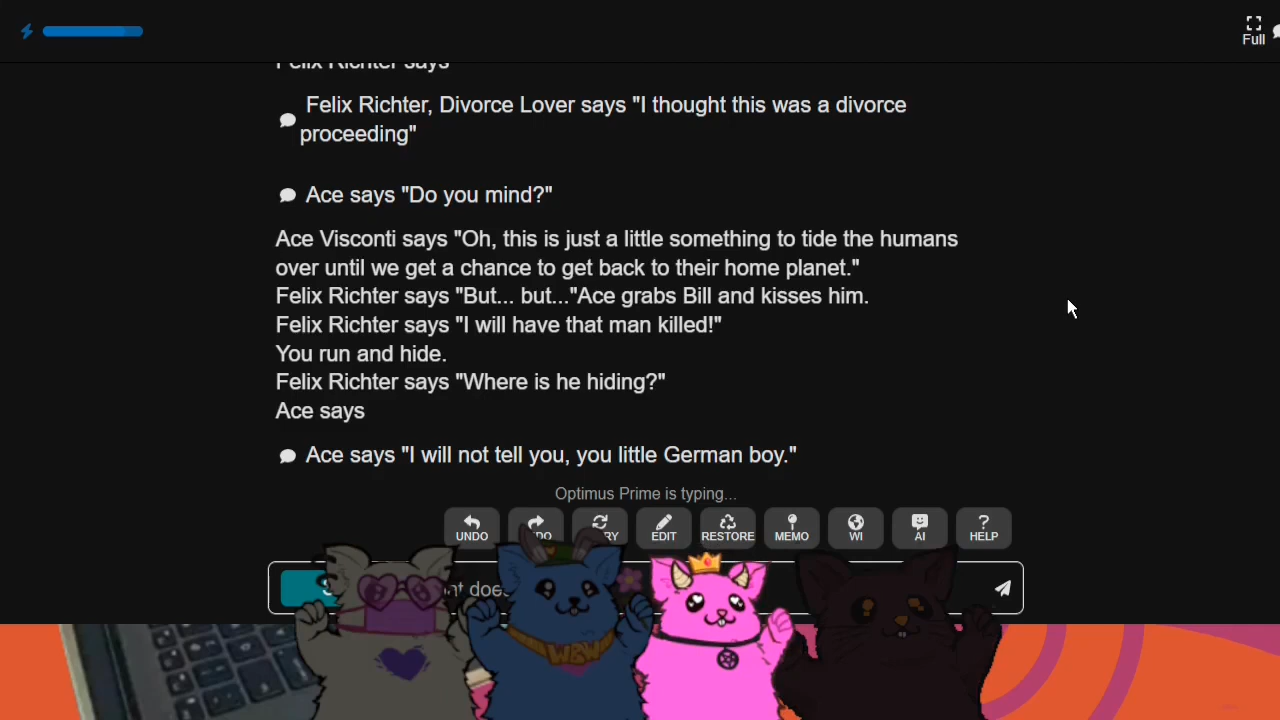 Full
Felix Richter says
Felix Richter, Divorce Lover says "I thought this was a divorce
proceeding"
Ace says "Do you mind?"
Ace Visconti says "Oh, this is just a little something to tide the humans
over until we get a chance to get back to their home planet."
Felix Richter says "But... but..."Ace grabs Bill and kisses him.
Felix Richter says "I will have that man killed!"
You run and hide.
Felix Richter says "Where is he hiding?"
Ace says
Ace says "I will not tell you, you little German boy."
Optimus Prime is typing...
UNDO
EDIT RESTORE MEMO WI AI HELP
WBW